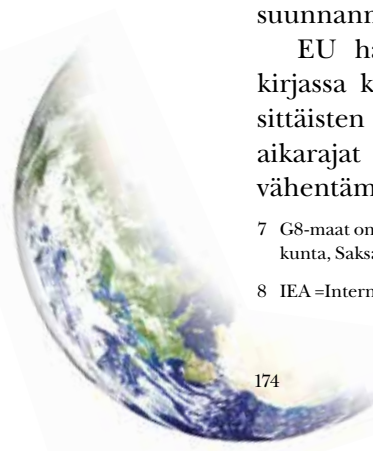 suunnann
EU ha
kirjassa k
sittäisten
aikarajat
vähentäm
7 G8-maat on
kunta, Saksa
8 IEA =Intern
174